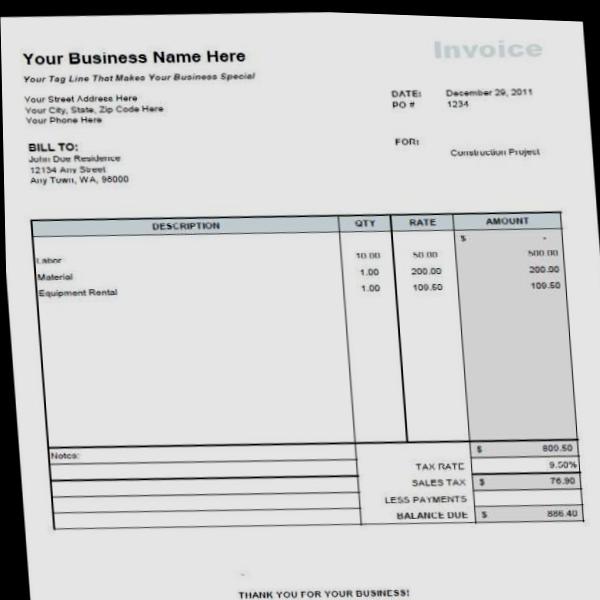 Invoice
Your Business Name Here
Your Tag Line That Makes Your Business Special
Your Street Address Here
Your City, State, Zip Code Here
Your Phone Here
DATE: December 29, 2011
PO # 1234
FOR:
Construction Project
BILL TO:
John Due Residence
12134 Any Street
Any Town, WA, 98000
DESCRIPTION QTY RATE AMOUNT
$ -
Labor 10.00 50.00 500.00
Material 1.00 200.00 200.00
Equipment Rental 1.00 109.50 109.50
Notes:
$ 809.50
TAX RATE 9.50%
SALES TAX $ 76.90
LESS PAYMENTS
BALANCE DUE $ 886.40
THANK YOU FOR YOUR BUSINESS!